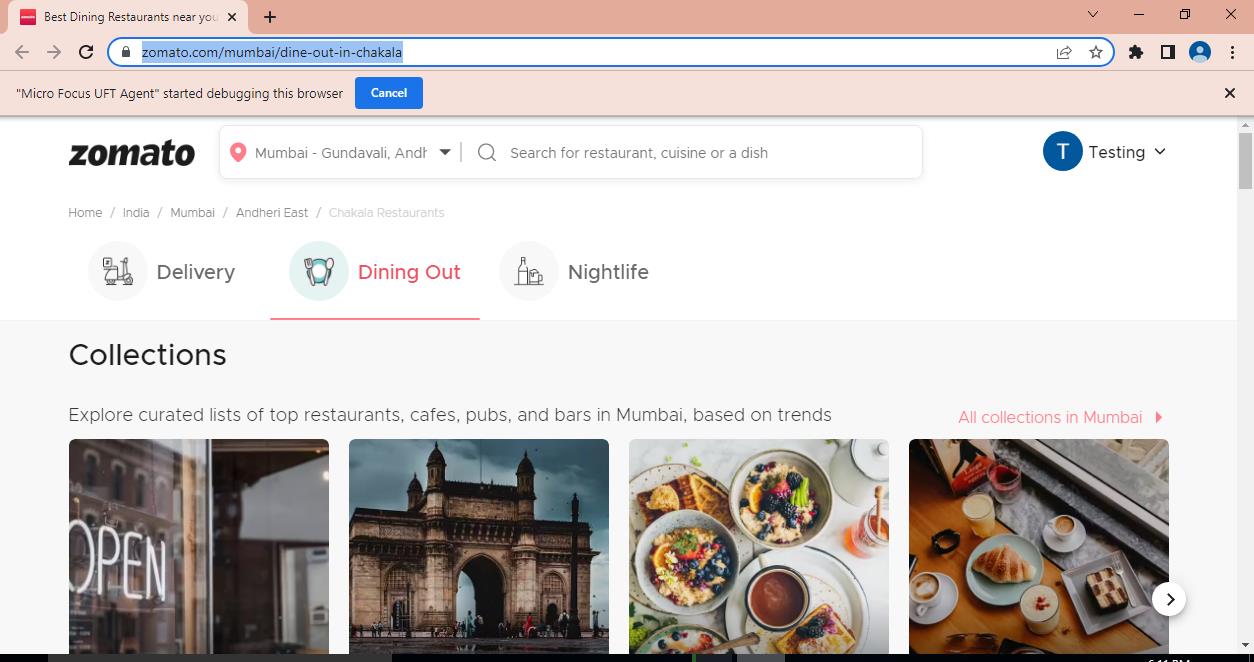 Best Dining Restaurants near you
zomato.com/mumbai/dine-out-in-chakala
"Micro Focus UFT Agent" started debugging this browser
Cancel
zomato
Mumbai - Gundavali, Andh
Search for restaurant, cuisine or a dish
T
Testing
Home / India / Mumbai / Andheri East / Chakala Restaurants
Delivery
Dining Out
Nightlife
Collections
Explore curated lists of top restaurants, cafes, pubs, and bars in Mumbai, based on trends
All collections in Mumbai
OPEN